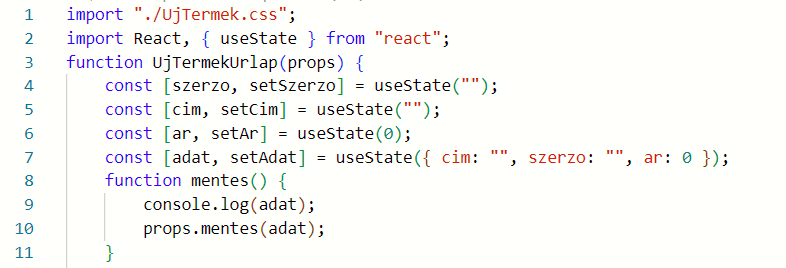 1 import "./UjTermek.css";
2 import React, { useState } from "react";
3 function UjTermekUrlap(props) {
4 const [szerzo, setSzerzo] = useState("");
5 const [cim, setCim] = useState("");
6 const [ar, setAr] = useState(0);
7 const [adat, setAdat] = useState({ cim: "", szerzo: "", ar: 0 });
8 function mentes() {
9 console.log(adat);
10 props.mentes(adat);
11 }